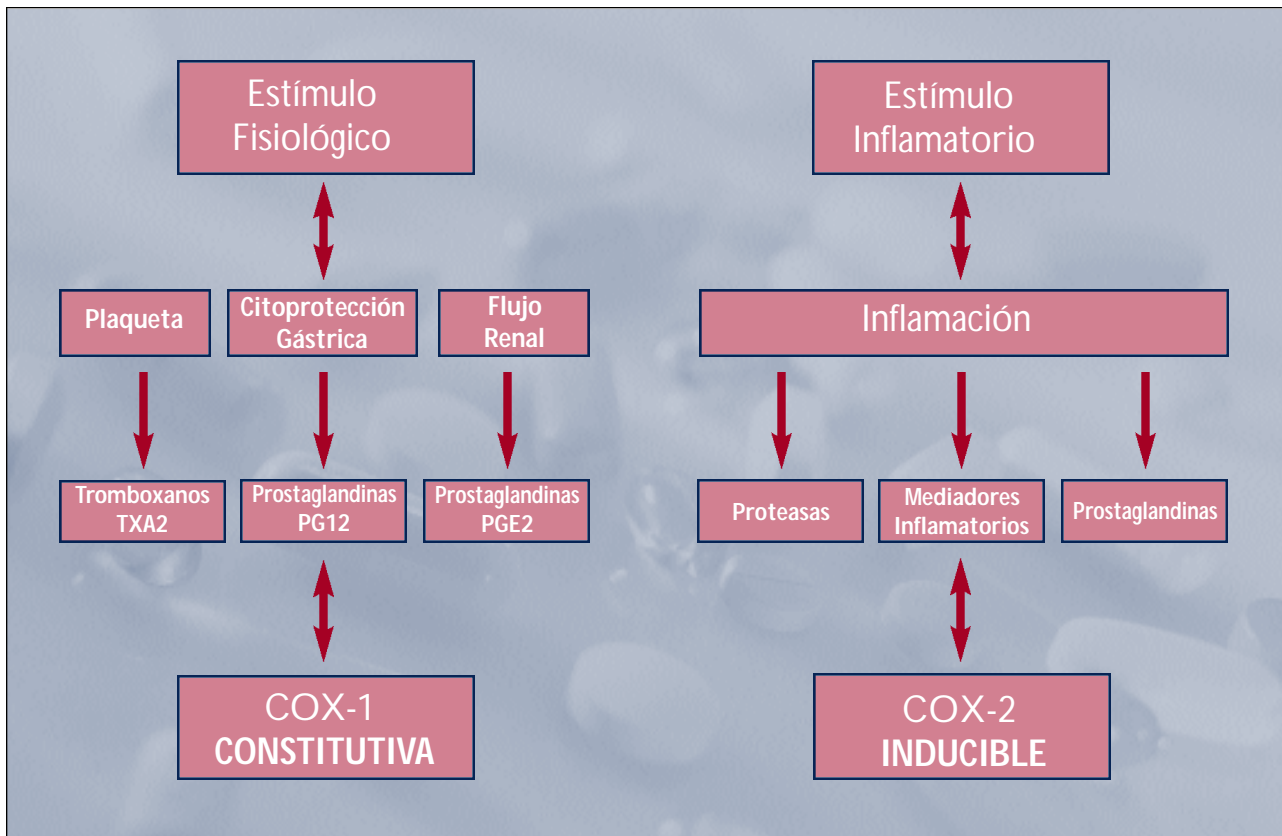 Estímulo
Fisiológico
Estímulo
Inflamatorio
Plaqueta
Citoprotección
Gástrica
Flujo
Renal
Inflamación
Tromboxanos
TXA2
Prostaglandinas
PG12
Prostaglandinas
PGE2
Proteasas
Mediadores
Inflamatorios
Prostaglandinas
COX-1
CONSTITUTIVA
COX-2
INDUCIBLE